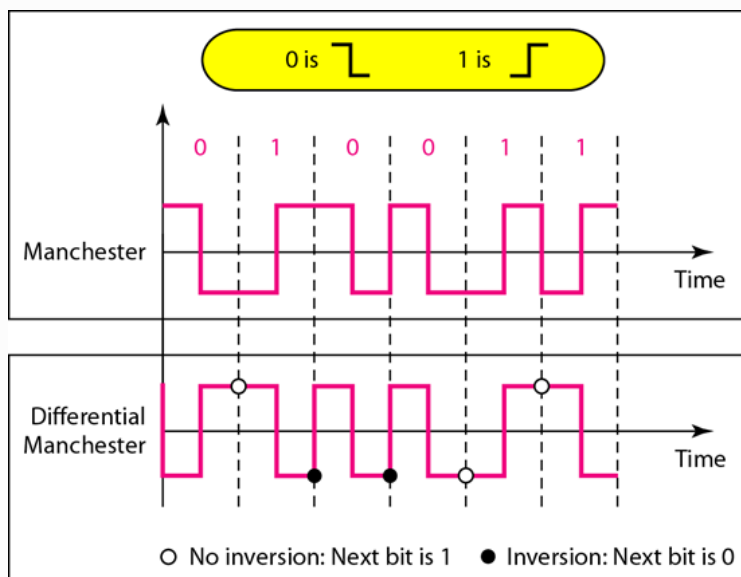 0 is 1 is
0 1 0 0 1 1
Manchester
Time
Differential
Manchester
Time
No inversion: Next bit is 1 Inversion: Next bit is 0